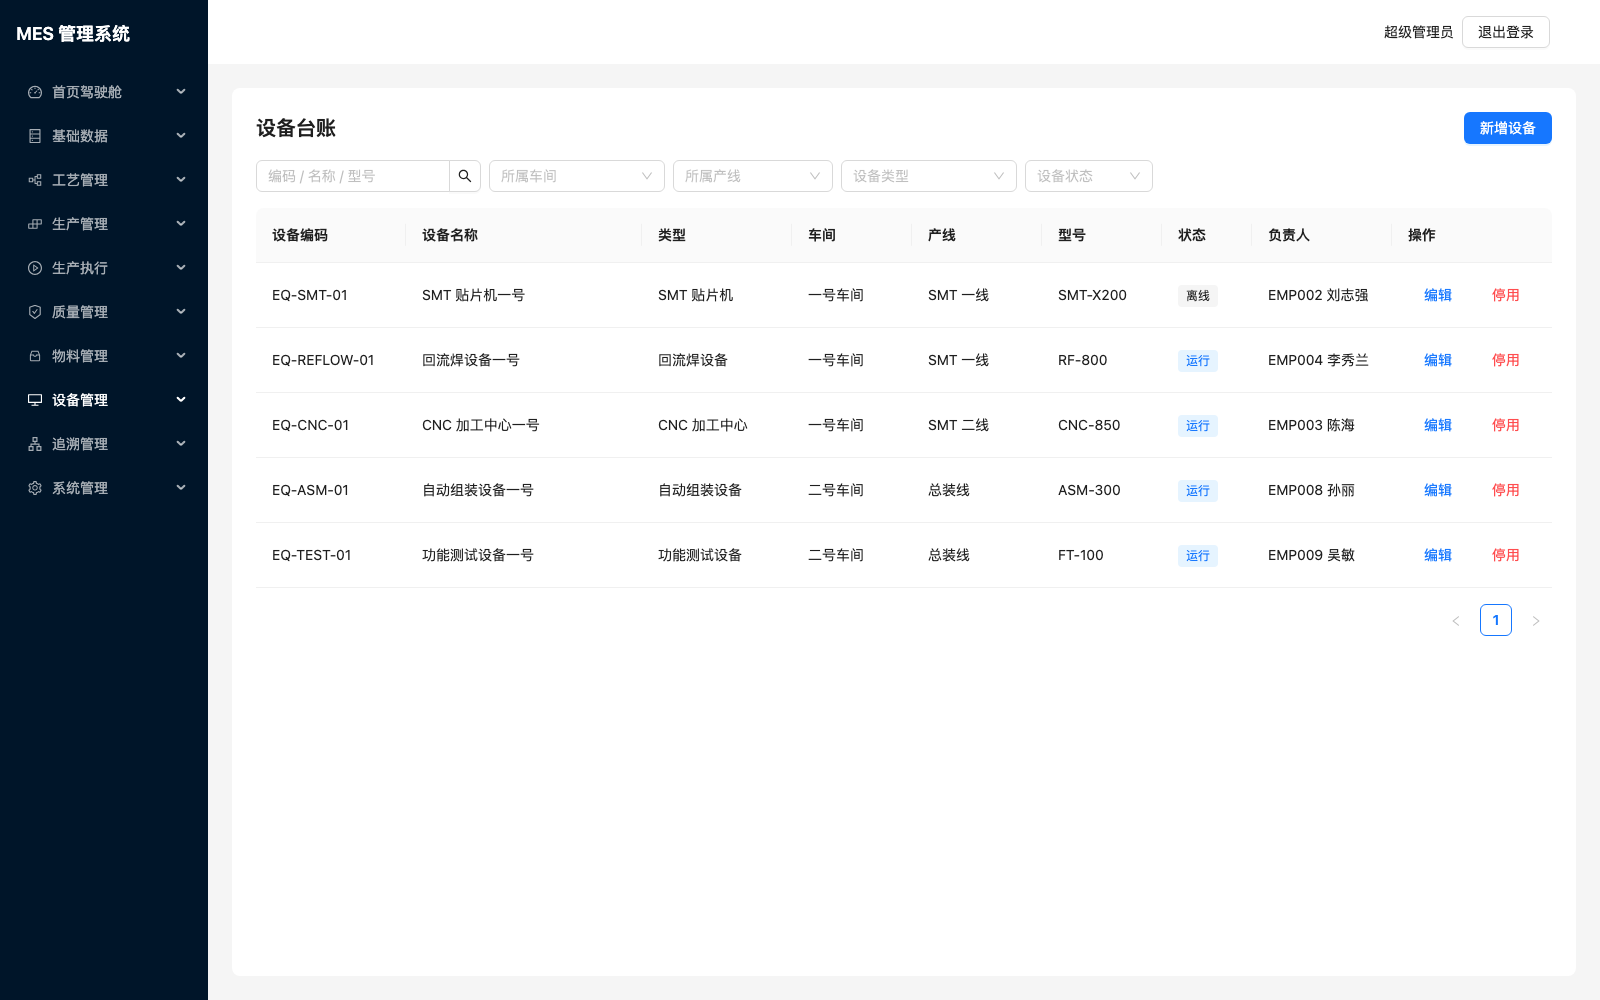 MES 管理系统
首页驾驶舱
基础数据
工艺管理
生产管理
生产执行
质量管理
物料管理
设备管理
追溯管理
系统管理
超级管理员 退出登录
设备台账 新增设备
编码 / 名称 / 型号 所属车间 所属产线 设备类型 设备状态
设备编码 设备名称 类型 车间 产线 型号 状态 负责人 操作
EQ-SMT-01 SMT 贴片机一号 SMT 贴片机 一号车间 SMT 一线 SMT-X200 离线 EMP002 刘志强 编辑 停用
EQ-REFLOW-01 回流焊设备一号 回流焊设备 一号车间 SMT 一线 RF-800 运行 EMP004 李秀兰 编辑 停用
EQ-CNC-01 CNC 加工中心一号 CNC 加工中心 一号车间 SMT 二线 CNC-850 运行 EMP003 陈海 编辑 停用
EQ-ASM-01 自动组装设备一号 自动组装设备 二号车间 总装线 ASM-300 运行 EMP008 孙丽 编辑 停用
EQ-TEST-01 功能测试设备一号 功能测试设备 二号车间 总装线 FT-100 运行 EMP009 吴敏 编辑 停用
1